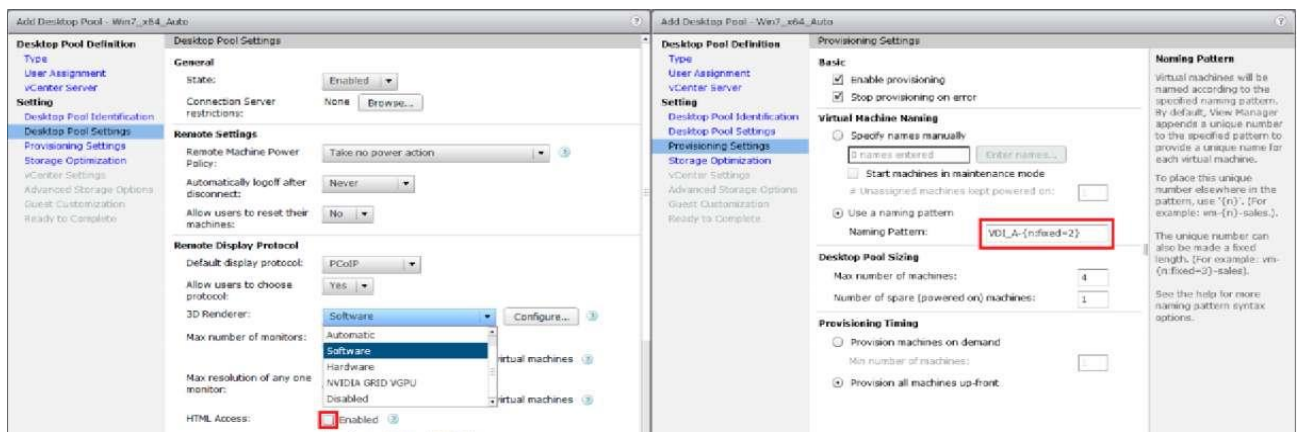 Add Desktop Pool - Win7_x64_Auto
Desktop Pool Definition
Type
User Assignment
vCenter Server
Setting
Desktop Pool Identification
Desktop Pool Settings
Provisioning Settings
Storage Optimization
vCenter Settings
Advanced Storage Options
Guest Customization
Ready to Complete
Desktop Pool Settings
General
State: Enabled
Connection Server restrictions: None Browse...
Remote Settings
Remote Machine Power Policy: Take no power action
Automatically logoff after disconnect: Never
Allow users to reset their machines: No
Remote Display Protocol
Default display protocol: PCoIP
Allow users to choose protocol: Yes
3D Renderer: Software Configure...
Automatic
Software
Hardware
NVIDIA GRID VGPU
Disabled
Max number of monitors:
virtual machines
Max resolution of any one monitor:
virtual machines
HTML Access: Enabled
Add Desktop Pool - Win7_x64_Auto
Desktop Pool Definition
Type
User Assignment
vCenter Server
Setting
Desktop Pool Identification
Desktop Pool Settings
Provisioning Settings
Storage Optimization
vCenter Settings
Advanced Storage Options
Guest Customization
Ready to Complete
Provisioning Settings
Basic
Enable provisioning
Stop provisioning on error
Virtual Machine Naming
Specify names manually
0 names entered Enter names...
Start machines in maintenance mode
# Unassigned machines kept powered on: 1
Use a naming pattern
Naming Pattern: VDI_A-{n:fixed=2}
Desktop Pool Sizing
Max number of machines: 4
Number of spare (powered on) machines: 1
Provisioning Timing
Provision machines on demand
Min number of machines: 1
Provision all machines up-front
Naming Pattern
Virtual machines will be
named according to the
specified naming pattern.
By default, View Manager
appends a unique number
to the specified pattern to
provide a unique name for
each virtual machine.
To place this unique
number elsewhere in the
pattern, use '{n}'. (For
example: vm-{n}-sales.).
The unique number can
also be made a fixed
length. (For example: vm-
{n:fixed=3}-sales).
See the help for more
naming pattern syntax
options.